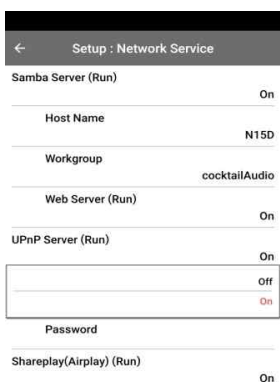 ← Setup : Network Service
Samba Server (Run)
On
Host Name
N15D
Workgroup
cocktailAudio
Web Server (Run)
On
UPnP Server (Run)
On
Off
On
Password
Shareplay(Airplay) (Run)
On